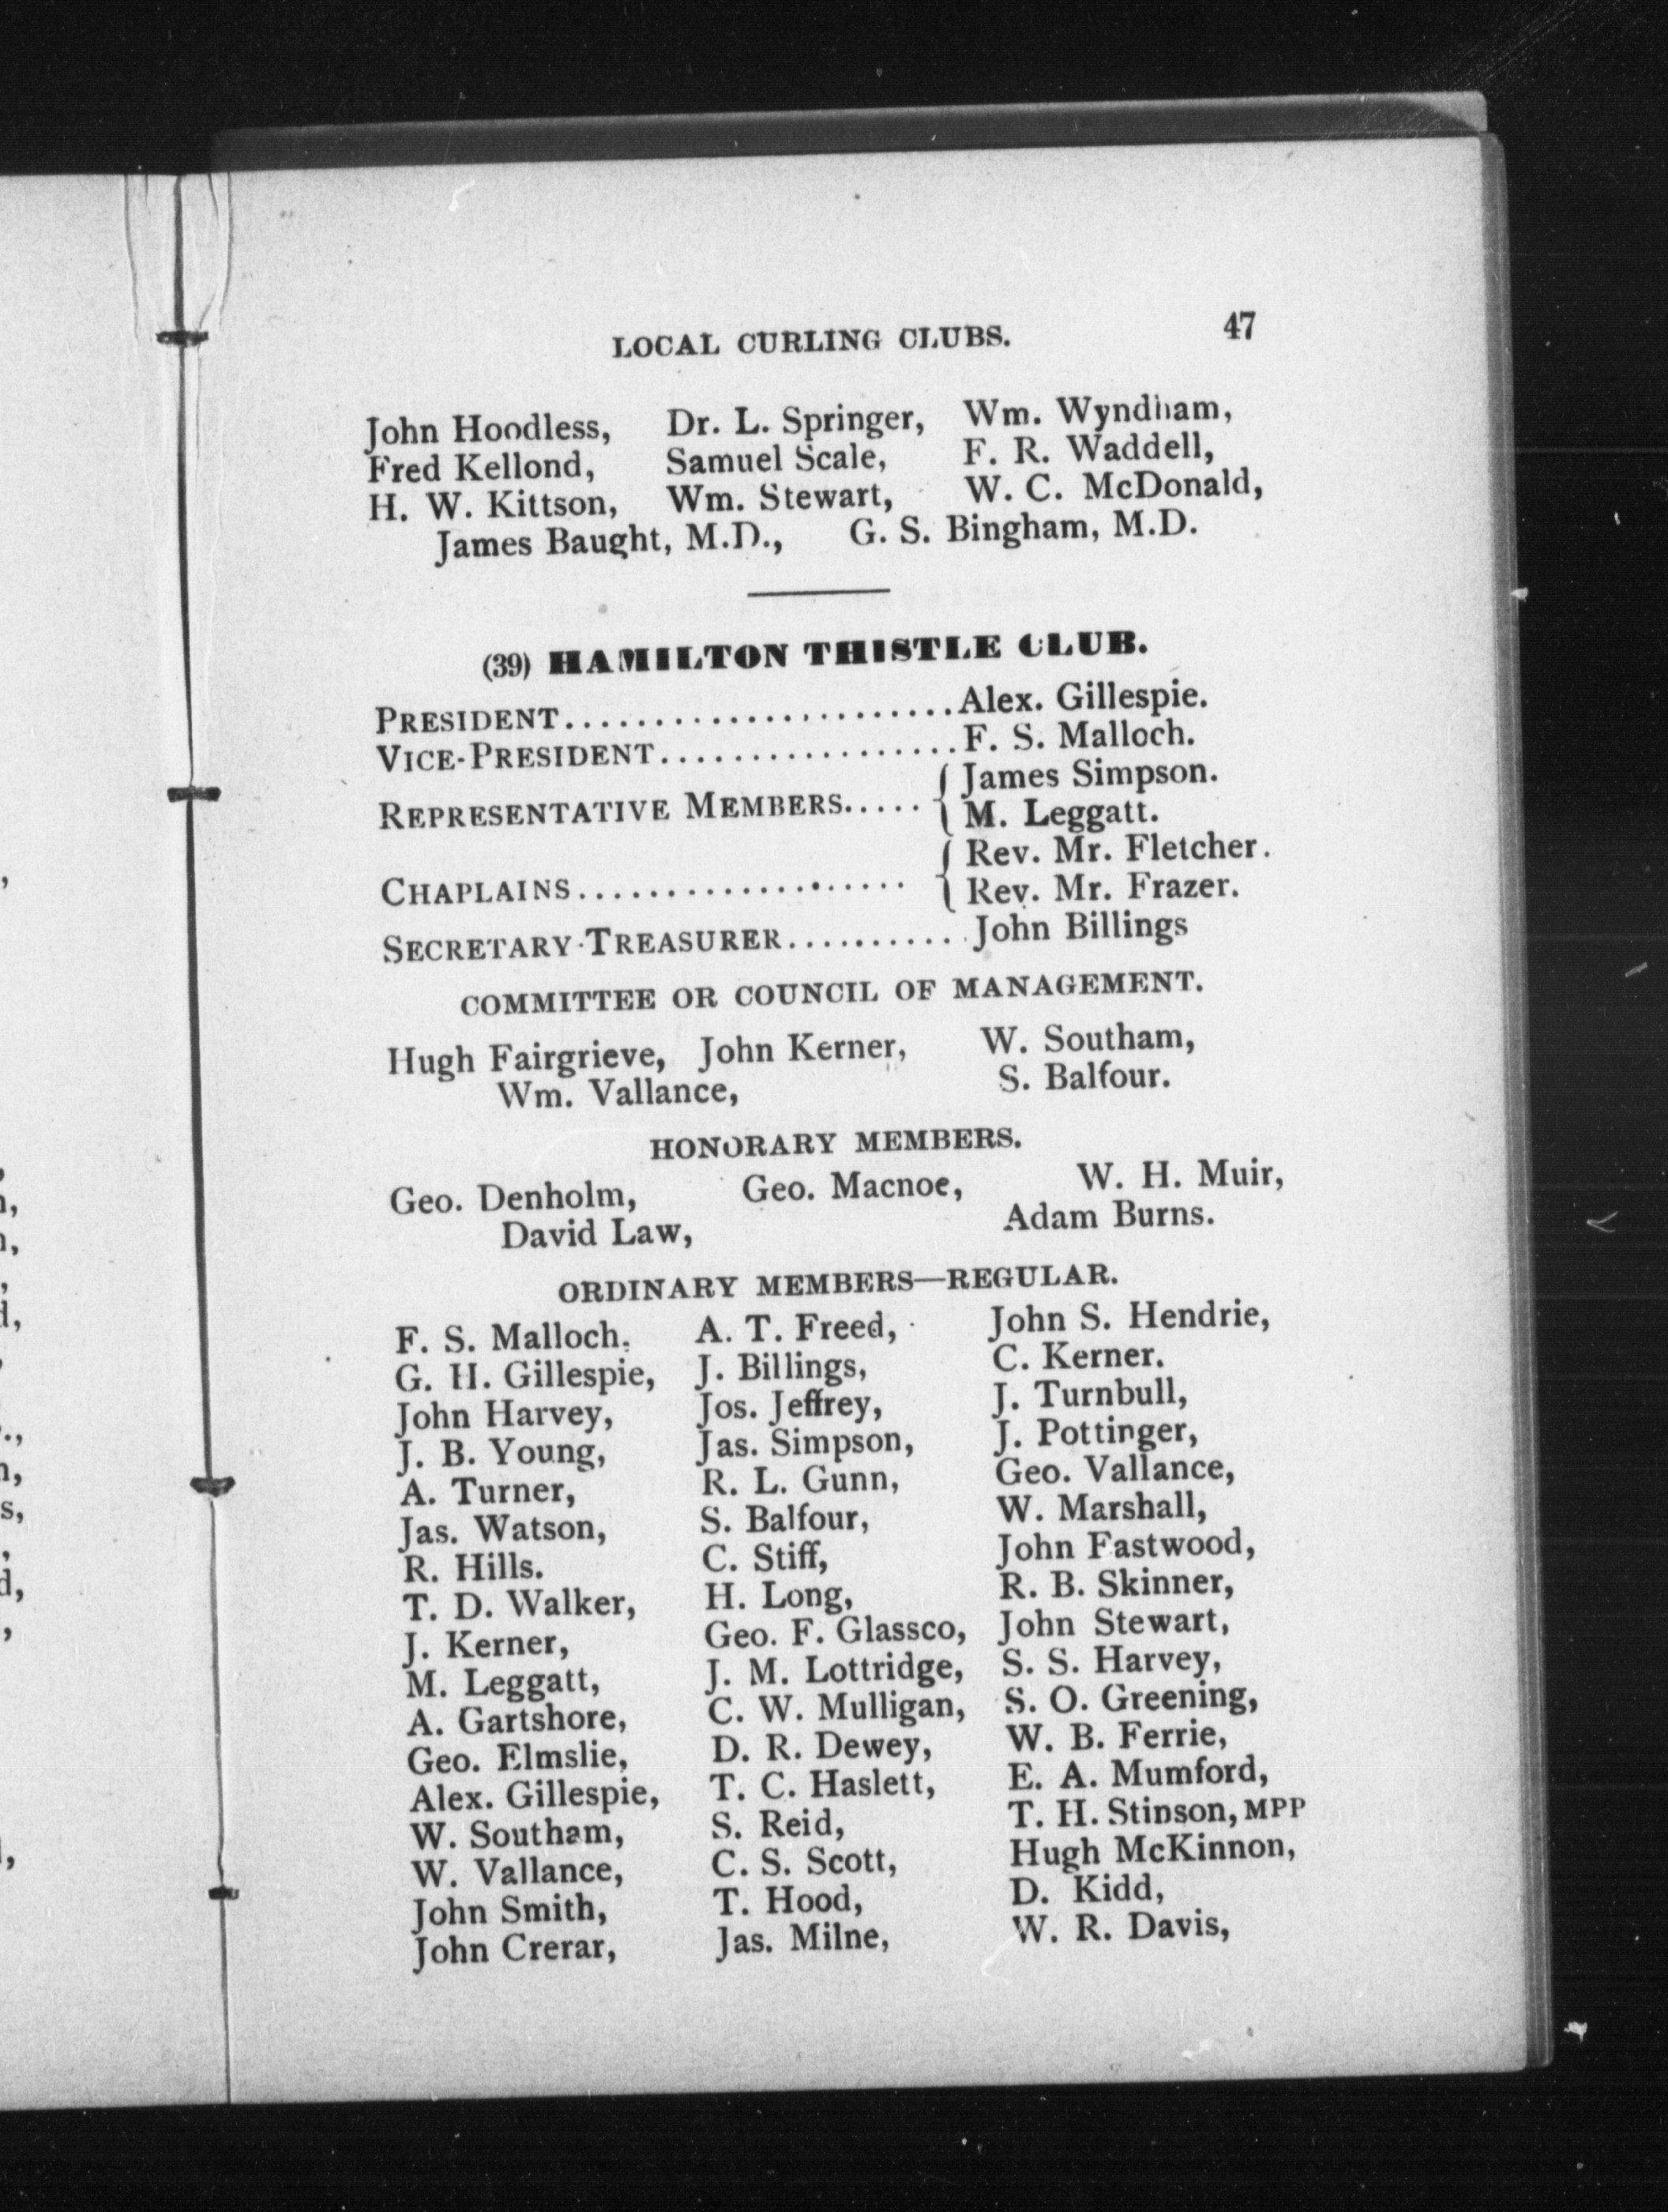 LOCAL CURLING CLUBS. 47
John Hoodless, Dr. L. Springer, Wm. Wyndham,
Fred Kellond, Samuel Scale, F. R. Waddell,
H. W. Kittson, Wm. Stewart, W. C. McDonald,
James Baught, M.D., G. S. Bingham, M.D.
(39) HAMILTON THISTLE CLUB.
PRESIDENT..........................Alex. Gillespie.
VICE-PRESIDENT.................F. S. Malloch.
REPRESENTATIVE MEMBERS..... { James Simpson.
M. Leggatt.
CHAPLAINS................... { Rev. Mr. Fletcher.
Rev. Mr. Frazer.
SECRETARY-TREASURER...........John Billings
COMMITTEE OR COUNCIL OF MANAGEMENT.
Hugh Fairgrieve, John Kerner, W. Southam,
Wm. Vallance, S. Balfour.
HONORARY MEMBERS.
Geo. Denholm, Geo. Macnoe, W. H. Muir,
David Law, Adam Burns.
ORDINARY MEMBERS—REGULAR.
F. S. Malloch. A. T. Freed, John S. Hendrie,
G. H. Gillespie, J. Billings, C. Kerner.
John Harvey, Jos. Jeffrey, J. Turnbull,
J. B. Young, Jas. Simpson, J. Pottinger,
A. Turner, R. L. Gunn, Geo. Vallance,
Jas. Watson, S. Balfour, W. Marshall,
R. Hills. C. Stiff, John Fastwood,
T. D. Walker, H. Long, R. B. Skinner,
J. Kerner, Geo. F. Glassco, John Stewart,
M. Leggatt, J. M. Lottridge, S. S. Harvey,
A. Gartshore, C. W. Mulligan, S. O. Greening,
Geo. Elmslie, D. R. Dewey, W. B. Ferrie,
Alex. Gillespie, T. C. Haslett, E. A. Mumford,
W. Southam, S. Reid, T. H. Stinson, MPP
W. Vallance, C. S. Scott, Hugh McKinnon,
John Smith, T. Hood, D. Kidd,
John Crerar, Jas. Milne, W. R. Davis,